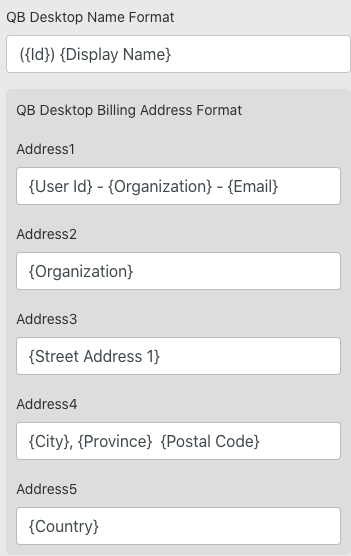 QB Desktop Name Format
({Id}) {Display Name}
QB Desktop Billing Address Format
Address1
{User Id} - {Organization} - {Email}
Address2
{Organization}
Address3
{Street Address 1}
Address4
{City}, {Province}  {Postal Code}
Address5
{Country}